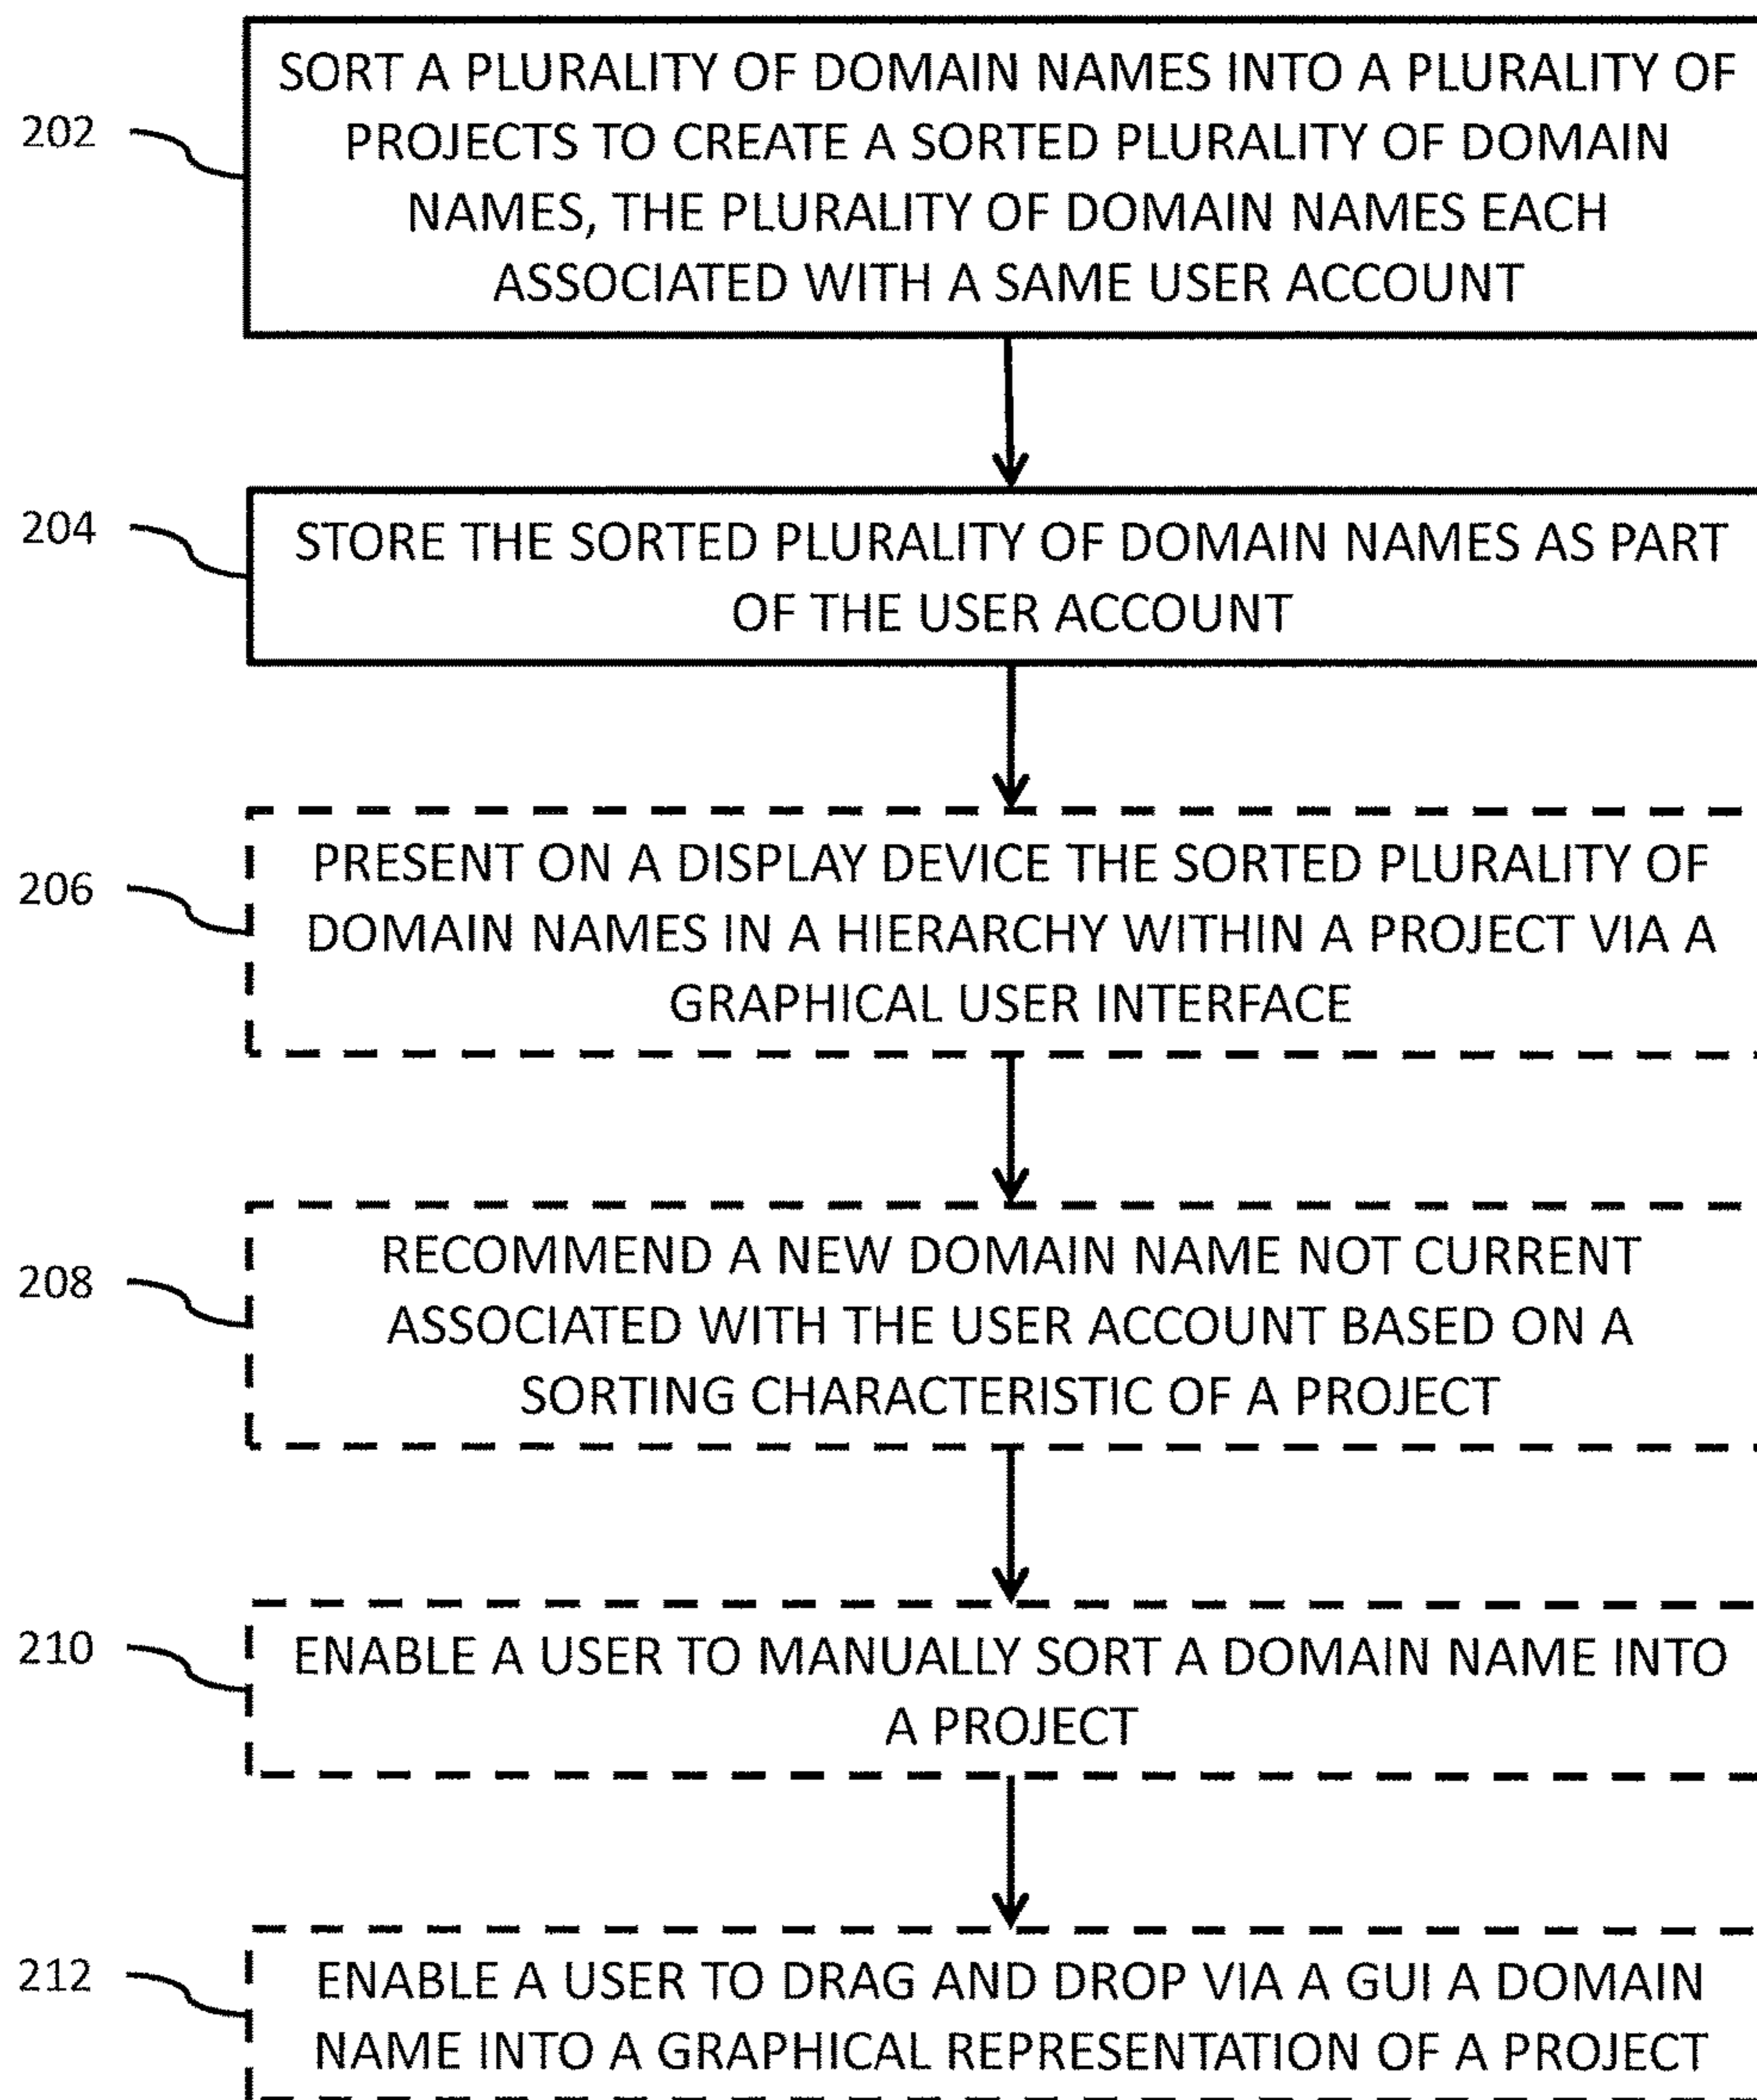 202
SORT A PLURALITY OF DOMAIN NAMES INTO A PLURALITY OF
PROJECTS TO CREATE A SORTED PLURALITY OF DOMAIN
NAMES, THE PLURALITY OF DOMAIN NAMES EACH
ASSOCIATED WITH A SAME USER ACCOUNT
204
STORE THE SORTED PLURALITY OF DOMAIN NAMES AS PART
OF THE USER ACCOUNT
206
PRESENT ON A DISPLAY DEVICE THE SORTED PLURALITY OF
DOMAIN NAMES IN A HIERARCHY WITHIN A PROJECT VIA A
GRAPHICAL USER INTERFACE
208
RECOMMEND A NEW DOMAIN NAME NOT CURRENT
ASSOCIATED WITH THE USER ACCOUNT BASED ON A
SORTING CHARACTERISTIC OF A PROJECT
210
ENABLE A USER TO MANUALLY SORT A DOMAIN NAME INTO
A PROJECT
212
ENABLE A USER TO DRAG AND DROP VIA A GUI A DOMAIN
NAME INTO A GRAPHICAL REPRESENTATION OF A PROJECT